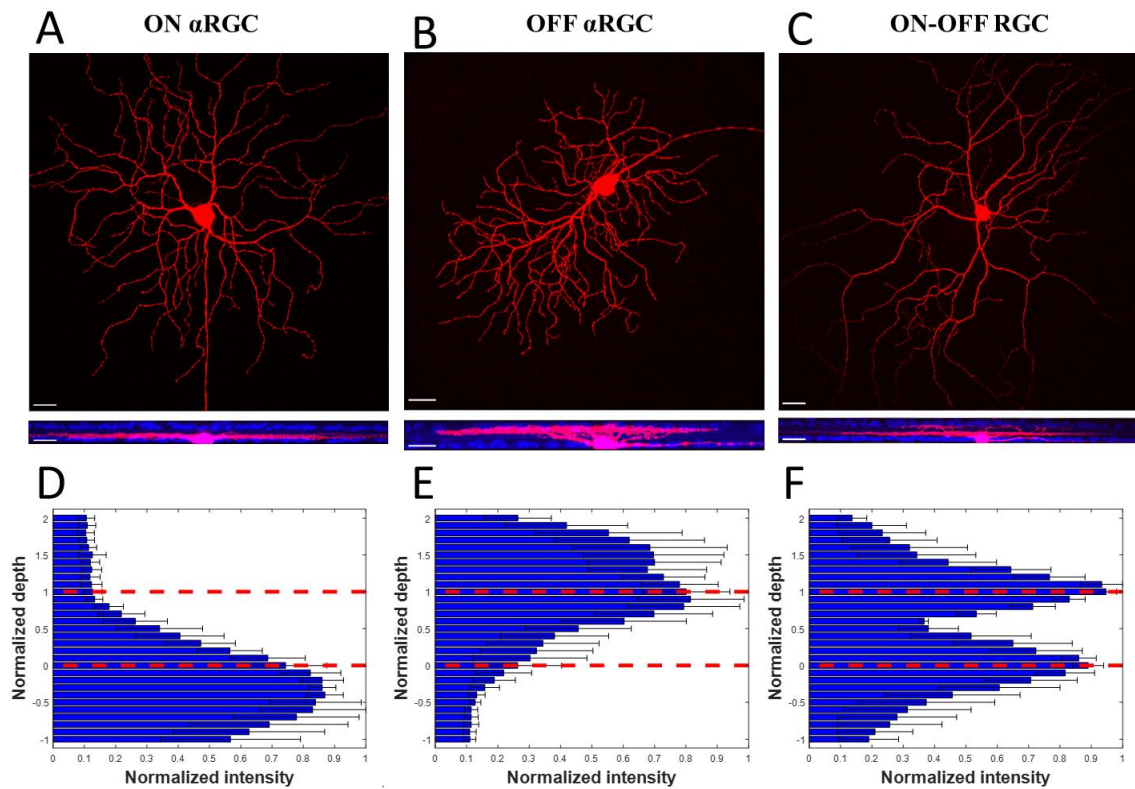 A
ON αRGC
B
OFF αRGC
C
ON-OFF RGC
D
2
1.5
1
0.5
0
-0.5
-1
Normalized depth
0 0.1 0.2 0.3 0.4 0.5 0.6 0.7 0.8 0.9 1
Normalized intensity
E
2
1.5
1
0.5
0
-0.5
-1
Normalized depth
0 0.1 0.2 0.3 0.4 0.5 0.6 0.7 0.8 0.9 1
Normalized intensity
F
2
1.5
1
0.5
0
-0.5
-1
Normalized depth
0 0.1 0.2 0.3 0.4 0.5 0.6 0.7 0.8 0.9 1
Normalized intensity